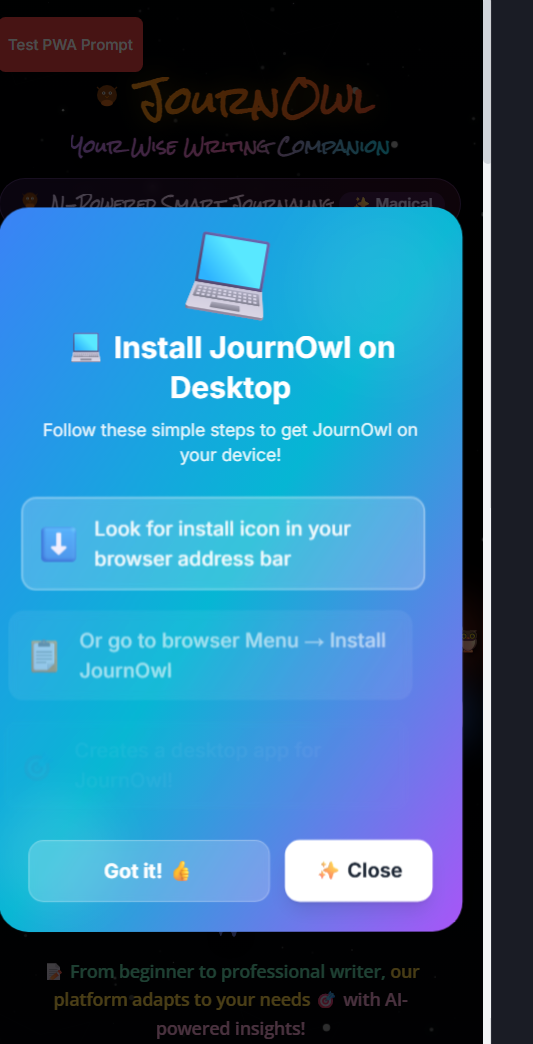 Test PWA Prompt
JournOwl
Your Wise Writing Companion
-Powered Smart Journaling
✨ Magical
💻 Install JournOwl on
Desktop
Follow these simple steps to get JournOwl on
your device!
⬇️ Look for install icon in your
browser address bar
📋 Or go to browser Menu → Install
JournOwl
Creates a desktop app for
JournOwl!
Got it! 👍
✨ Close
📝 From beginner to professional writer, our
platform adapts to your needs 🎯 with AI-
powered insights!